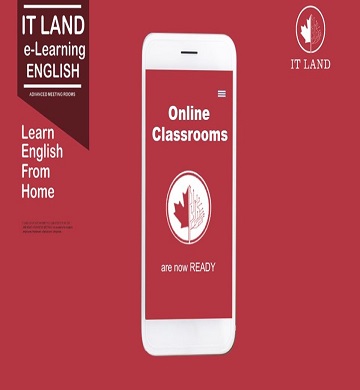 IT LAND
e-Learning
ENGLISH
ADVANCED MEETING ROOMS
Learn
English
From
Home
IT LAND
Online
Classrooms
are now READY